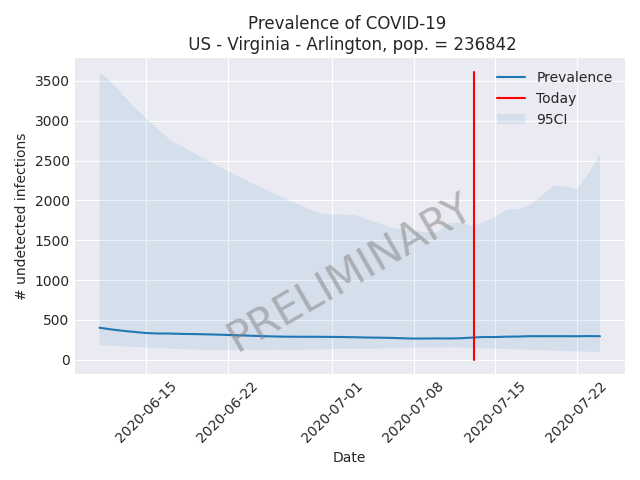 Prevalence of COVID-19
US - Virginia - Arlington, pop. = 236842
Prevalence
Today
95CI
3500
3000
2500
2000
1500
1000
500
0
# undetected infections
PRELIMINARY
2020-06-15
2020-06-22
2020-07-01
2020-07-08
2020-07-15
2020-07-22
Date